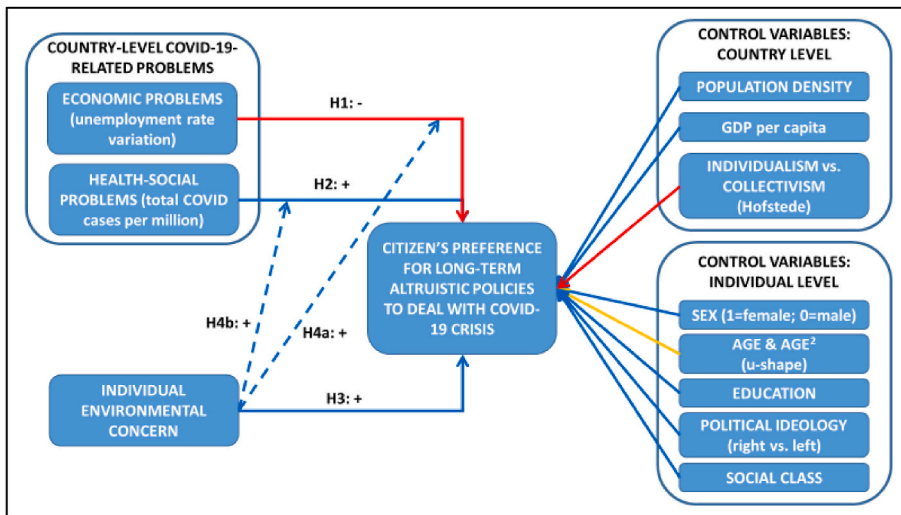 COUNTRY-LEVEL COVID-19-
RELATED PROBLEMS
ECONOMIC PROBLEMS
(unemployment rate
variation)
HEALTH-SOCIAL
PROBLEMS (total COVID
cases per million)
H1: -
H2: +
H4b: +
H4a: +
INDIVIDUAL
ENVIRONMENTAL
CONCERN
H3: +
CITIZEN'S PREFERENCE
FOR LONG-TERM
ALTRUISTIC POLICIES
TO DEAL WITH COVID-
19 CRISIS
CONTROL VARIABLES:
COUNTRY LEVEL
POPULATION DENSITY
GDP per capita
INDIVIDUALISM vs.
COLLECTIVISM
(Hofstede)
CONTROL VARIABLES:
INDIVIDUAL LEVEL
SEX (1=female; 0=male)
AGE & AGE²
(u-shape)
EDUCATION
POLITICAL IDEOLOGY
(right vs. left)
SOCIAL CLASS